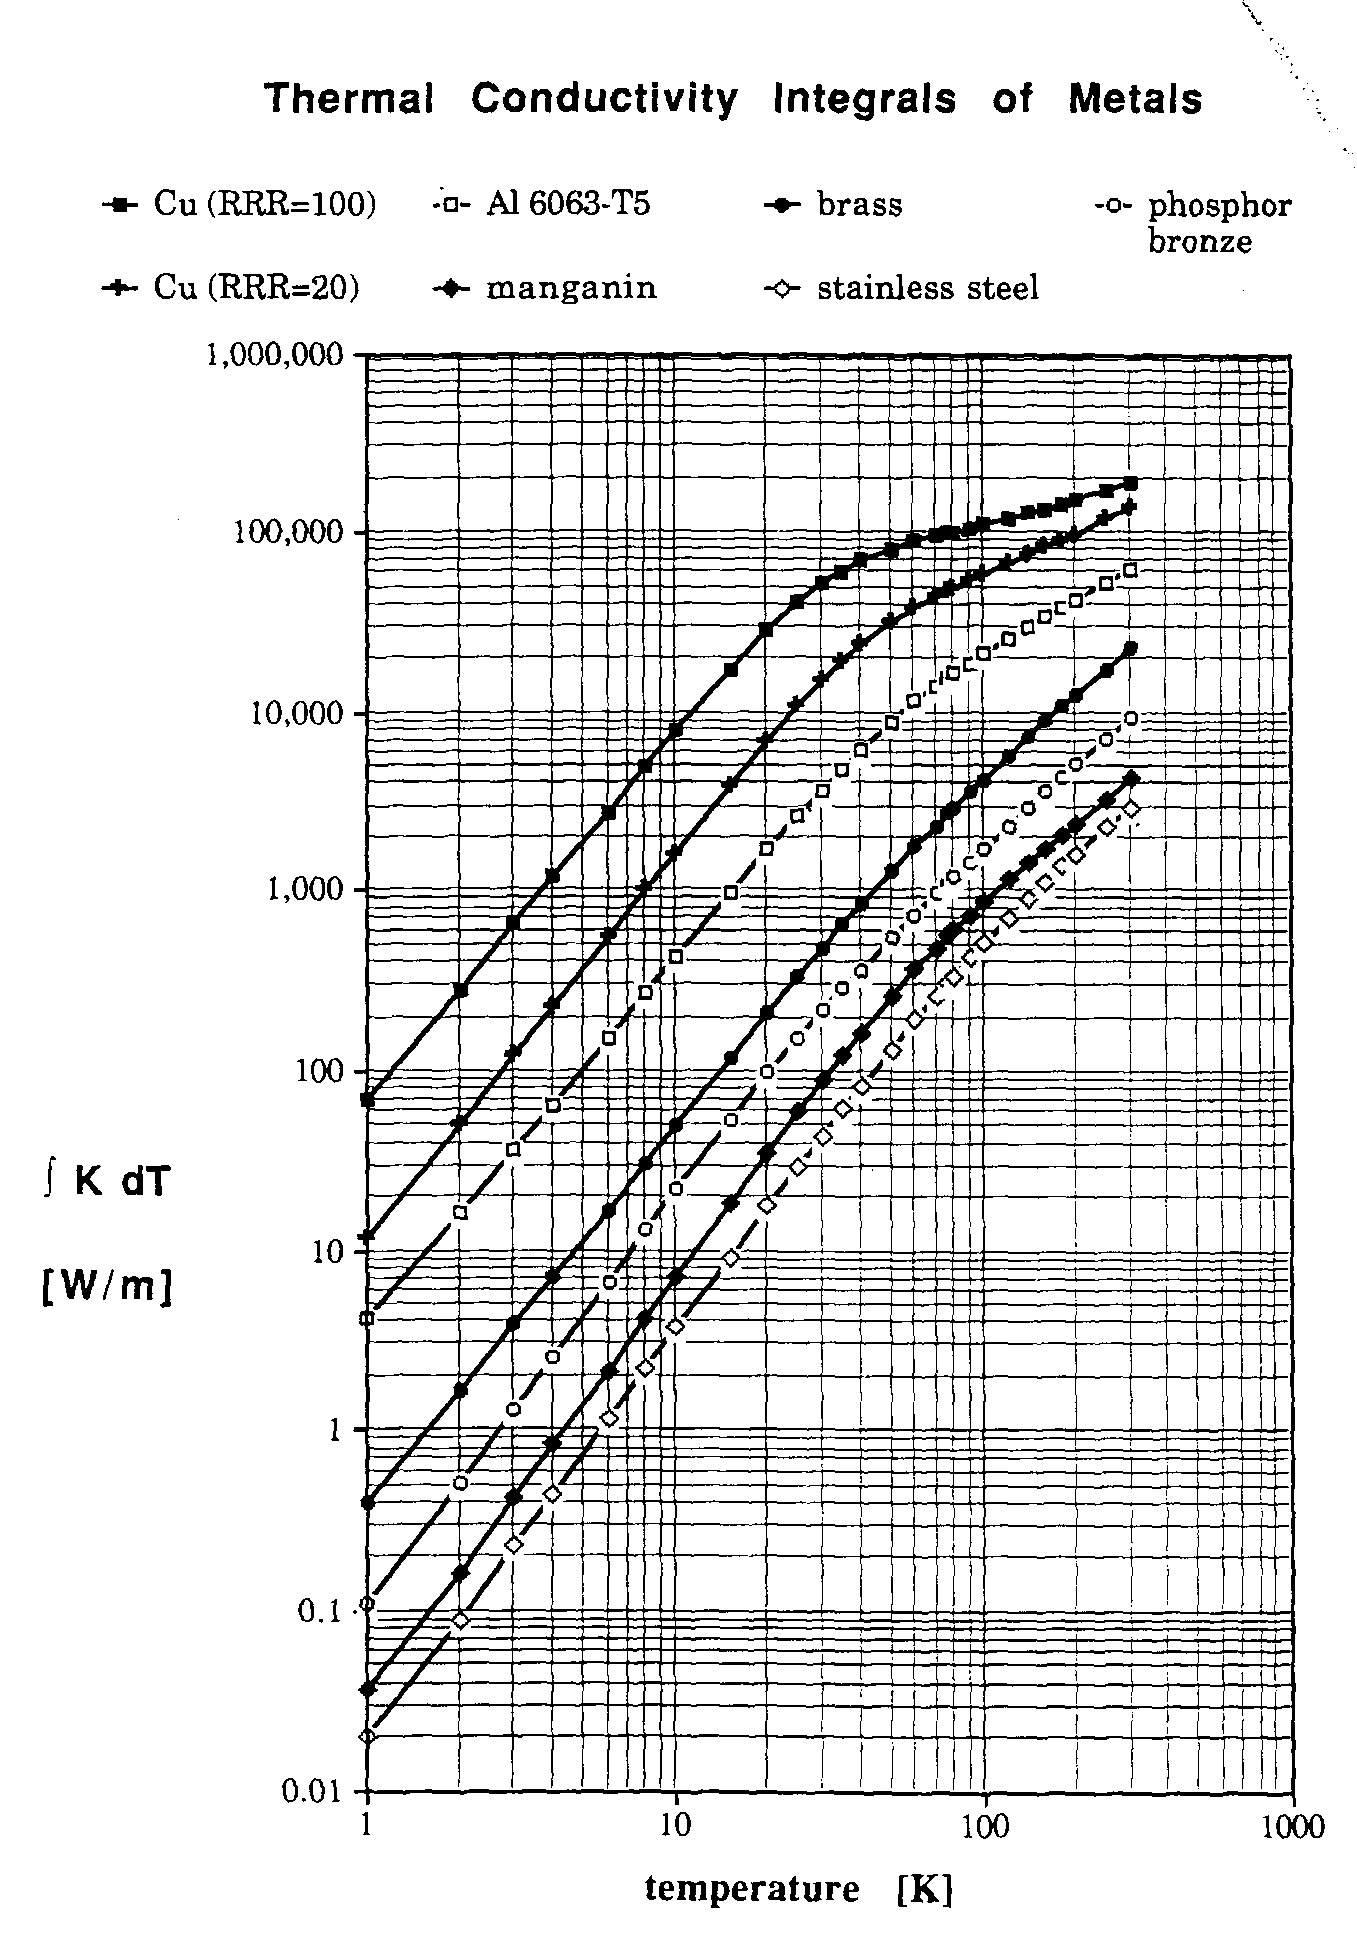 Thermal Conductivity Integrals of Metals
Cu (RRR=100) Al 6063-T5 brass phosphor
bronze
Cu (RRR=20) manganin stainless steel
1,000,000
100,000
10,000
1,000
100
∫ K dT
10
[W/m]
1
0.1
0.01
1 10 100 1000
temperature [K]